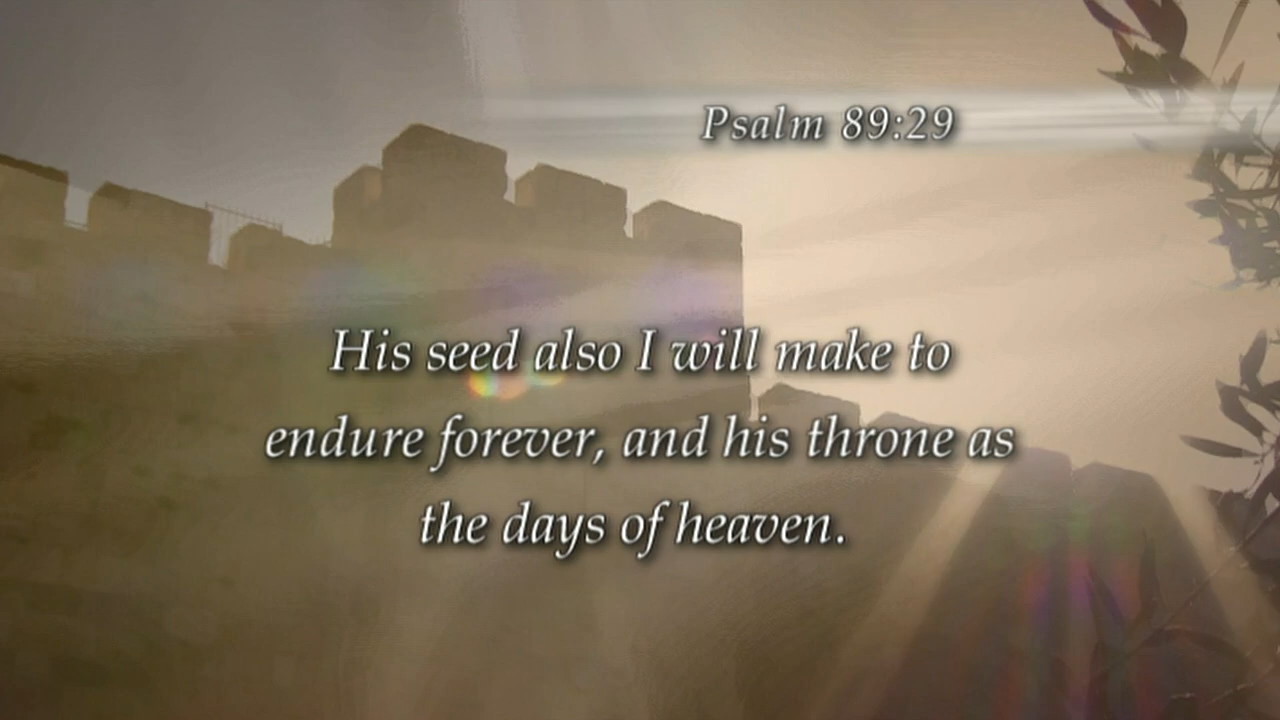 Psalm 89:29
His seed also I will make to
endure forever, and his throne as
the days of heaven.